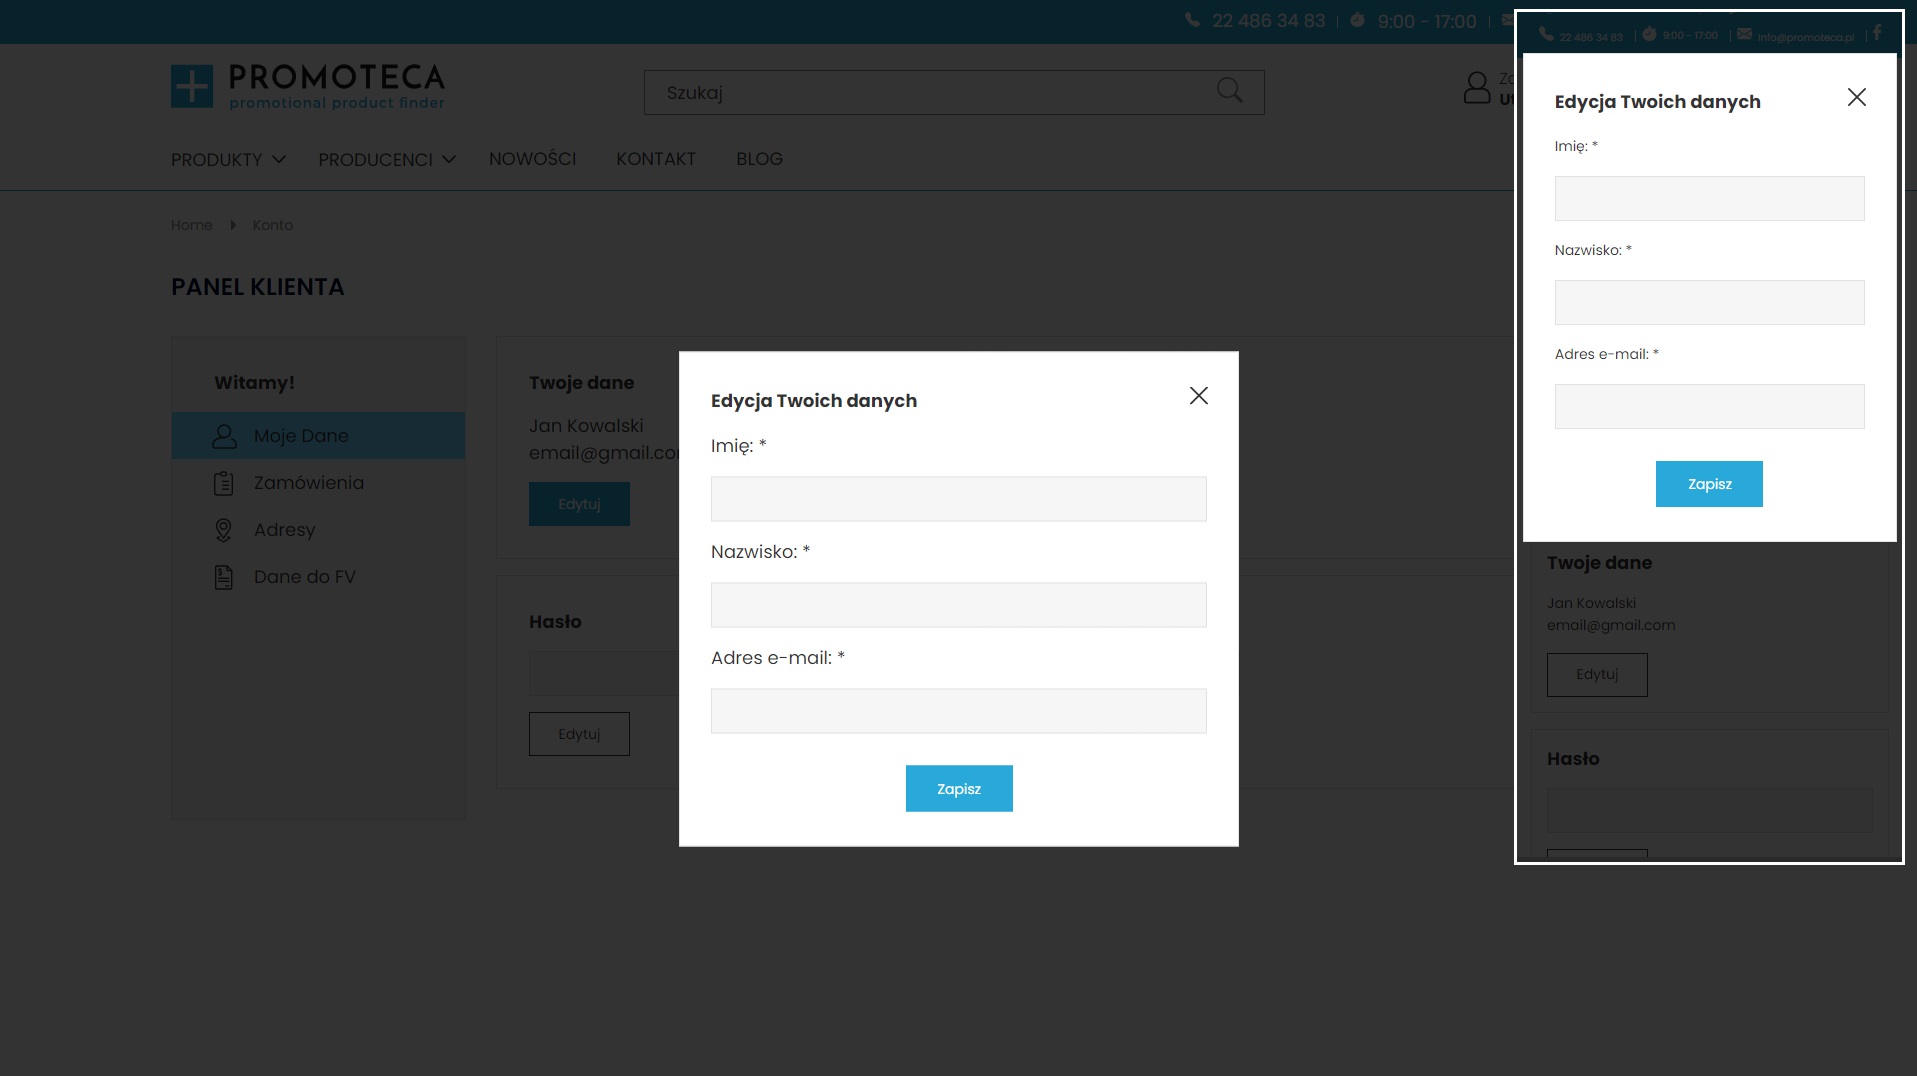 22 486 34 83 | 9:00 - 17:00 |
PROMOTECA
promotional product finder
Szukaj
PRODUKTY
PRODUCENCI
NOWOŚCI
KONTAKT
BLOG
Home
Konto
PANEL KLIENTA
Witamy!
Moje Dane
Zamówienia
Adresy
Dane do FV
Twoje dane
Jan Kowalski
email@gmail.co
Edytuj
Hasło
Edytuj
Edycja Twoich danych
Imię: *
Nazwisko: *
Adres e-mail: *
Zapisz
22 486 34 83 | 9:00 - 17:00 | info@promoteca.pl |
Edycja Twoich danych
Imię: *
Nazwisko: *
Adres e-mail: *
Zapisz
Twoje dane
Jan Kowalski
email@gmail.com
Edytuj
Hasło